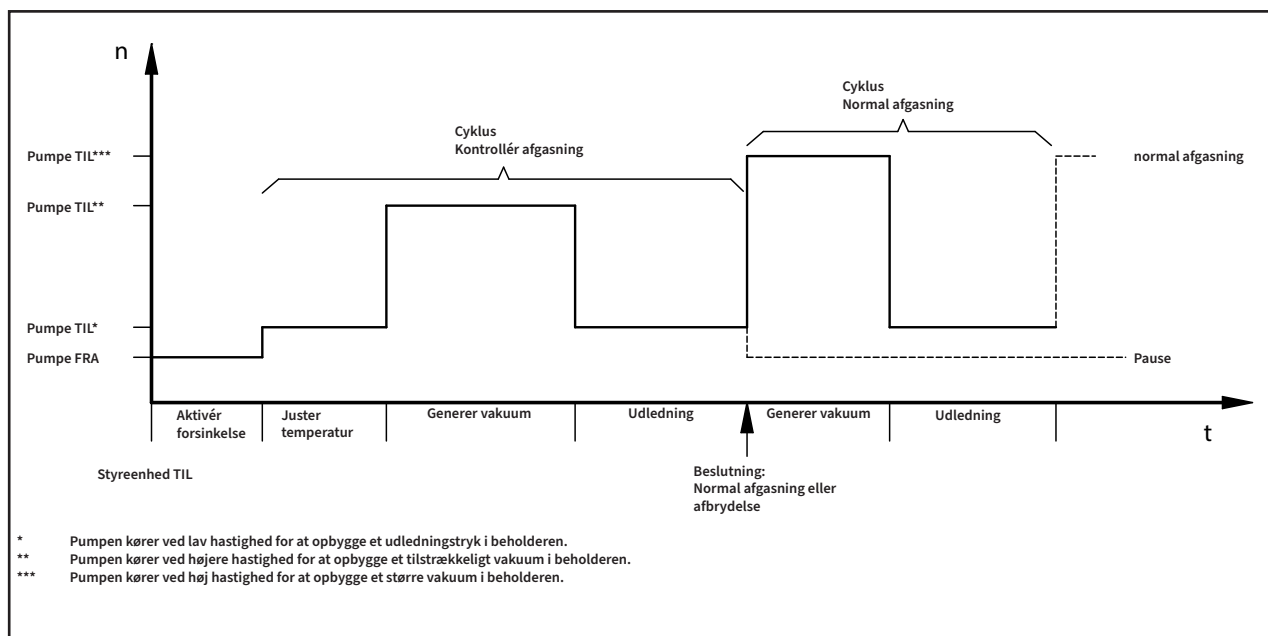 n
Cyklus
Normal afgasning
Cyklus
Kontrollér afgasning
Pumpe TIL***
normal afgasning
Pumpe TIL**
Pumpe TIL*
Pumpe FRA
Pause
Aktivér
forsinkelse
Juster
temperatur
Generer vakuum
Udledning
Generer vakuum
Udledning
t
Styreenhed TIL
Beslutning:
Normal afgasning eller
afbrydelse
* Pumpen kører ved lav hastighed for at opbygge et udledningstryk i beholderen.
** Pumpen kører ved højere hastighed for at opbygge et tilstrækkeligt vakuum i beholderen.
*** Pumpen kører ved høj hastighed for at opbygge et større vakuum i beholderen.